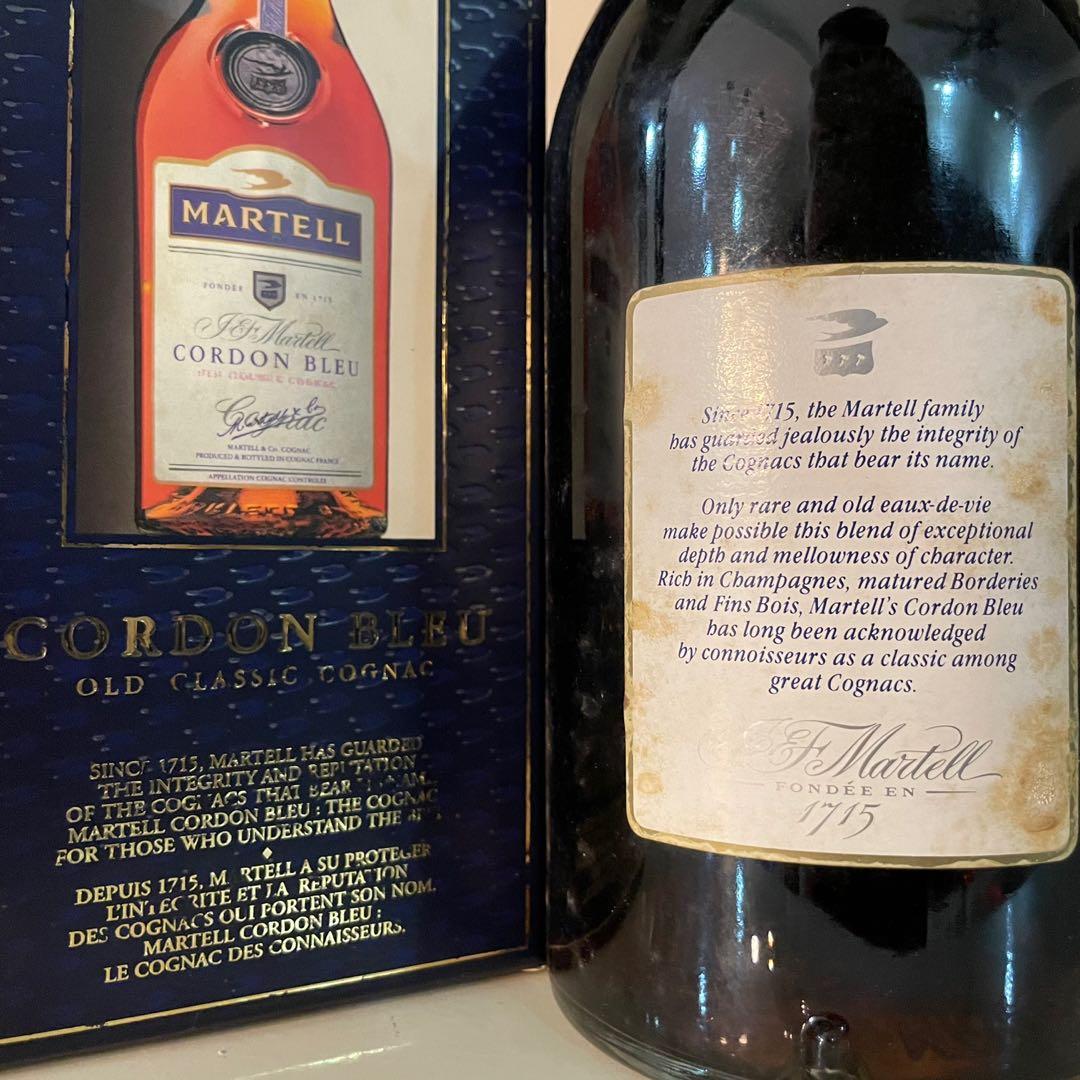 MARTELL
FONDÉE
EN 1715
J&F Martell
CORDON BLEU
Cognac
MARTELL & Co. COGNAC
PRODUCED & BOTTLED IN COGNAC FRANCE
APPELLATION COGNAC CONTROLEE
CORDON BLEU
OLD CLASSIC COGNAC
SINCE 1715, MARTELL HAS GUARDED
THE INTEGRITY AND REPUTATION
OF THE COGNACS THAT BEAR
MARTELL CORDON BLEU : THE COGNAC
FOR THOSE WHO UNDERSTAND THE
DEPUIS 1715, MARTELL A SU PROTEGER
L'INTEGRITE ET LA REPUTATION
DES COGNACS QUI PORTENT SON NOM.
MARTELL CORDON BLEU :
LE COGNAC DES CONNAISSEURS.
Since 1715, the Martell family
has guarded jealously the integrity of
the Cognacs that bear its name.
Only rare and old eaux-de-vie
make possible this blend of exceptional
depth and mellowness of character.
Rich in Champagnes, matured Borderies
and Fins Bois, Martell's Cordon Bleu
has long been acknowledged
by connoisseurs as a classic among
great Cognacs.
J&F Martell
FONDÉE EN
1715